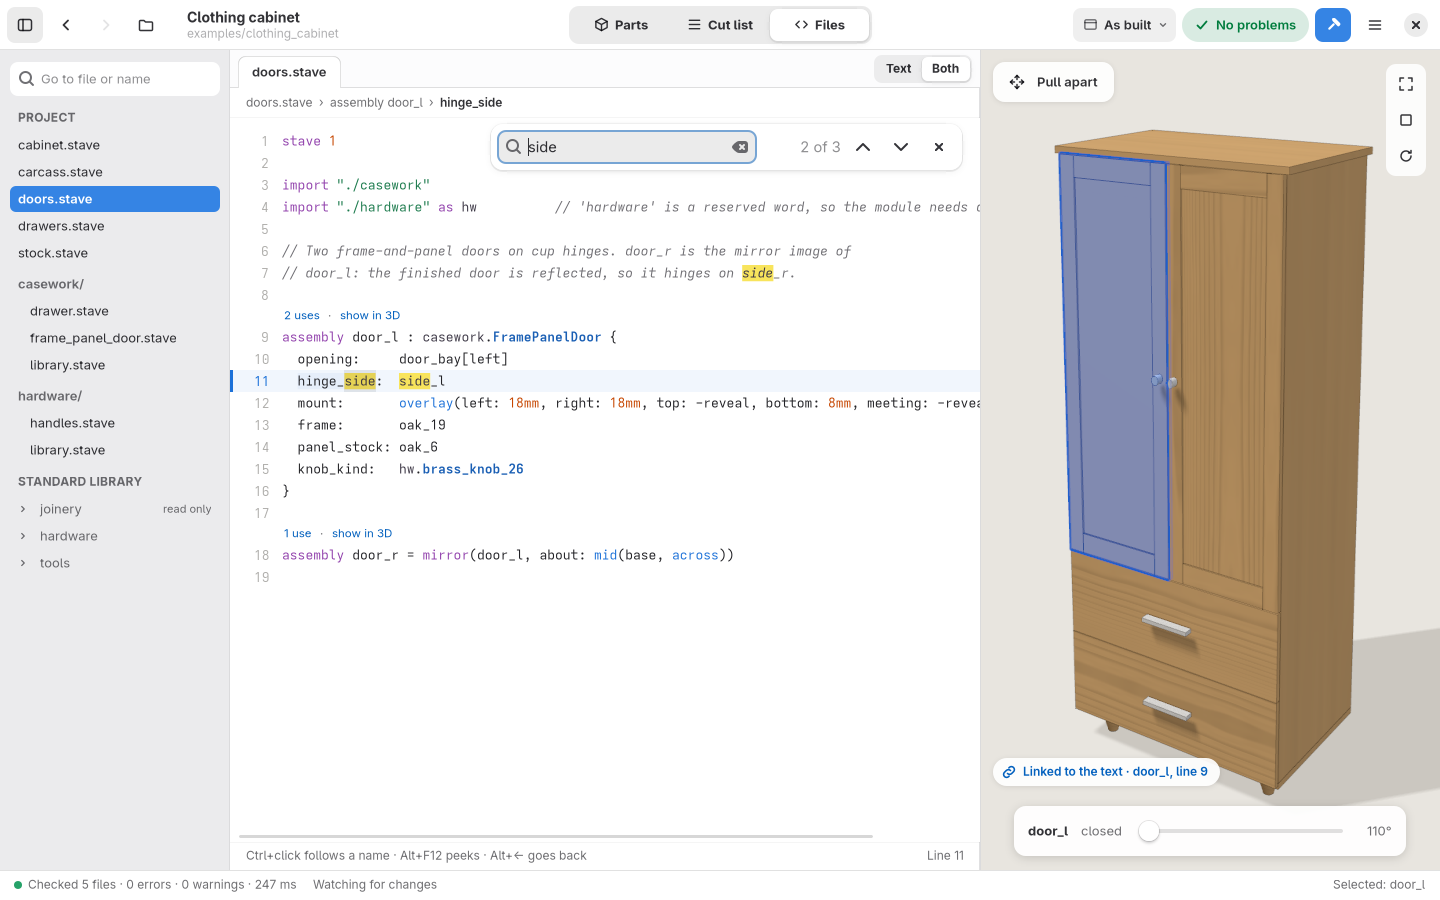 Clothing cabinet
examples/clothing_cabinet
Parts
Cut list
Files
As built
No problems
Go to file or name
PROJECT
cabinet.stave
carcass.stave
doors.stave
drawers.stave
stock.stave
casework/
drawer.stave
frame_panel_door.stave
library.stave
hardware/
handles.stave
library.stave
STANDARD LIBRARY
joinery read only
hardware
tools
doors.stave
Text Both
doors.stave › assembly door_l › hinge_side
side
2 of 3
1 stave 1
2
3 import "./casework"
4 import "./hardware" as hw // 'hardware' is a reserved word, so the module needs
5
6 // Two frame-and-panel doors on cup hinges. door_r is the mirror image of
7 // door_l: the finished door is reflected, so it hinges on side_r.
8
2 uses · show in 3D
9 assembly door_l : casework.FramePanelDoor {
10 opening: door_bay[left]
11 hinge_side: side_l
12 mount: overlay(left: 18mm, right: 18mm, top: -reveal, bottom: 8mm, meeting: -revea
13 frame: oak_19
14 panel_stock: oak_6
15 knob_kind: hw.brass_knob_26
16 }
17
1 use · show in 3D
18 assembly door_r = mirror(door_l, about: mid(base, across))
19
Ctrl+click follows a name · Alt+F12 peeks · Alt+← goes back
Line 11
Pull apart
Linked to the text · door_l, line 9
door_l closed 110°
Checked 5 files · 0 errors · 0 warnings · 247 ms
Watching for changes
Selected: door_l